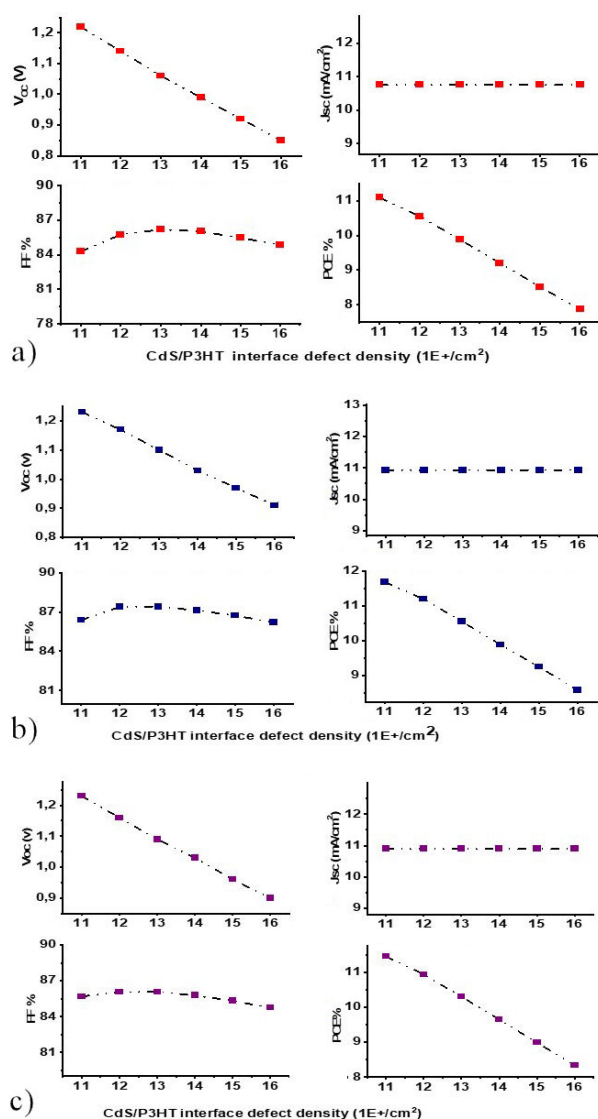 1,2
1,1
1,0
0,9
0,8
V_OC (V)
11 12 13 14 15 16
12
11
10
9
Jsc (mA/cm²)
11 12 13 14 15 16
90
87
84
81
78
FF %
11 12 13 14 15 16
11
10
9
8
PCE %
11 12 13 14 15 16
a)
CdS/P3HT interface defect density (1E+/cm²)
1,2
1,1
1,0
0,9
0,8
Voc (v)
11 12 13 14 15 16
13
12
11
10
9
Jsc (mA/cm²)
11 12 13 14 15 16
90
87
84
81
FF %
11 12 13 14 15 16
12
11
10
9
PCE %
11 12 13 14 15 16
b)
CdS/P3HT interface defect density (1E+/cm²)
1,2
1,1
1,0
0,9
Voc (v)
11 12 13 14 15 16
13
12
11
10
9
Jsc (mA/cm²)
11 12 13 14 15 16
90
87
84
81
FF %
11 12 13 14 15 16
11
10
9
8
PCE%
11 12 13 14 15 16
c)
CdS/P3HT interface defect density (1E+/cm²)